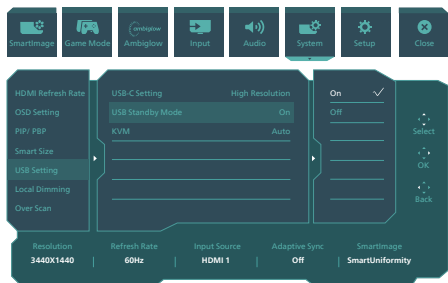 SmartImage
Game Mode
ambiglow
Ambiglow
Input
Audio
System
Setup
Close
HDMI Refresh Rate
OSD Setting
PIP/ PBP
Smart Size
USB Setting
Local Dimming
Over Scan
USB-C Setting High Resolution
USB Standby Mode On
KVM Auto
On
Off
Select
OK
Back
Resolution Refresh Rate Input Source Adaptive Sync SmartImage
3440X1440 | 60Hz | HDMI 1 | Off | SmartUniformity